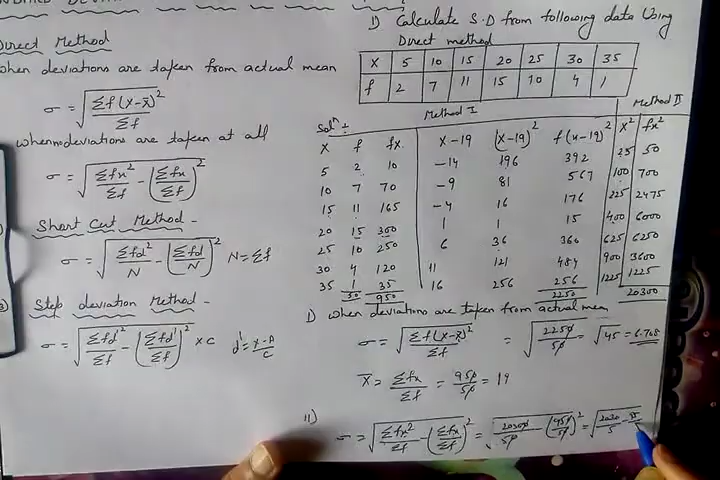 Direct Method
When deviations are taken from actual mean
σ = √(Σf(x-x̄)²/Σf)
when no deviations are taken at all
σ = √(Σfx²/Σf - (Σfx/Σf)²)
Short Cut Method -
σ = √(Σfd²/N - (Σfd/N)²) N = Σf
Step deviation Method -
σ = √(Σfd'²/Σf - (Σfd'/Σf)²) × C d' = x-A/C
1) Calculate S.D from following data Using
Direct method
X 5 10 15 20 25 30 35
f 2 7 11 15 10 4 1
Method I Method II
Solⁿ :-
X f fx X-19 (X-19)² f(x-19)² X² fx²
5 2 10 -14 196 392 25 50
10 7 70 -9 81 567 100 700
15 11 165 -4 16 176 225 2475
20 15 300 1 1 15 400 6000
25 10 250 6 36 360 625 6250
30 4 120 11 121 484 900 3600
35 1 35 16 256 256 1225 1225
50 950 2250 20300
I) when deviations are taken from actual mean
σ = √(Σf(x-x̄)²/Σf) = √(2250/50) = √45 = 6.708
X̄ = Σfx/Σf = 950/50 = 19
II)
σ = √(Σfx²/Σf - (Σfx/Σf)²) = √(20300/50 - (950/50)²) = √(2030/5 -